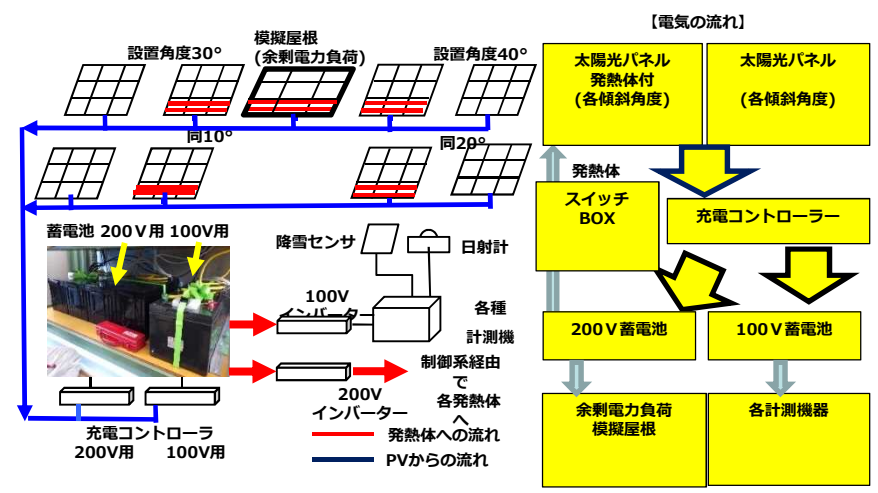 設置角度30°
模擬屋根
(余剰電力負荷)
設置角度40°
同10°
同20°
蓄電池 200V用 100V用
降雪センサ
日射計
100V
インバータ
各種
計測機
200V
インバーター
制御系経由
で
各発熱体
へ
充電コントローラ
200V用 100V用
発熱体への流れ
PVからの流れ
【電気の流れ】
太陽光パネル
発熱体付
(各傾斜角度)
太陽光パネル
(各傾斜角度)
発熱体
スイッチ
BOX
充電コントローラー
200V蓄電池
100V蓄電池
余剰電力負荷
模擬屋根
各計測機器